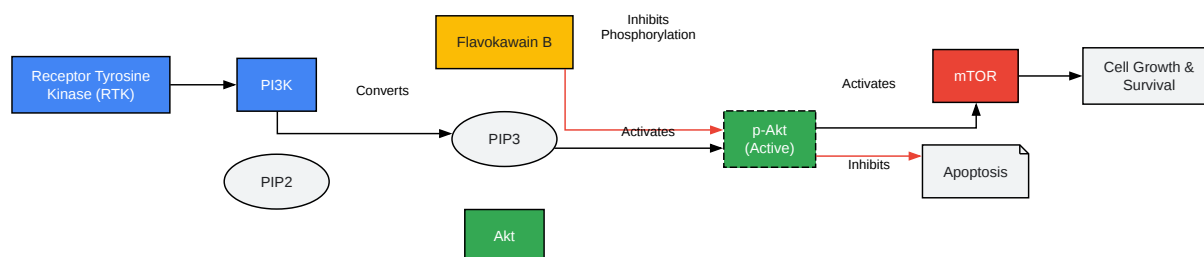 Receptor Tyrosine
Kinase (RTK)
PI3K
PIP2
Converts
Flavokawain B
PIP3
Akt
Inhibits
Phosphorylation
Activates
p-Akt
(Active)
Activates
Inhibits
mTOR
Apoptosis
Cell Growth &
Survival